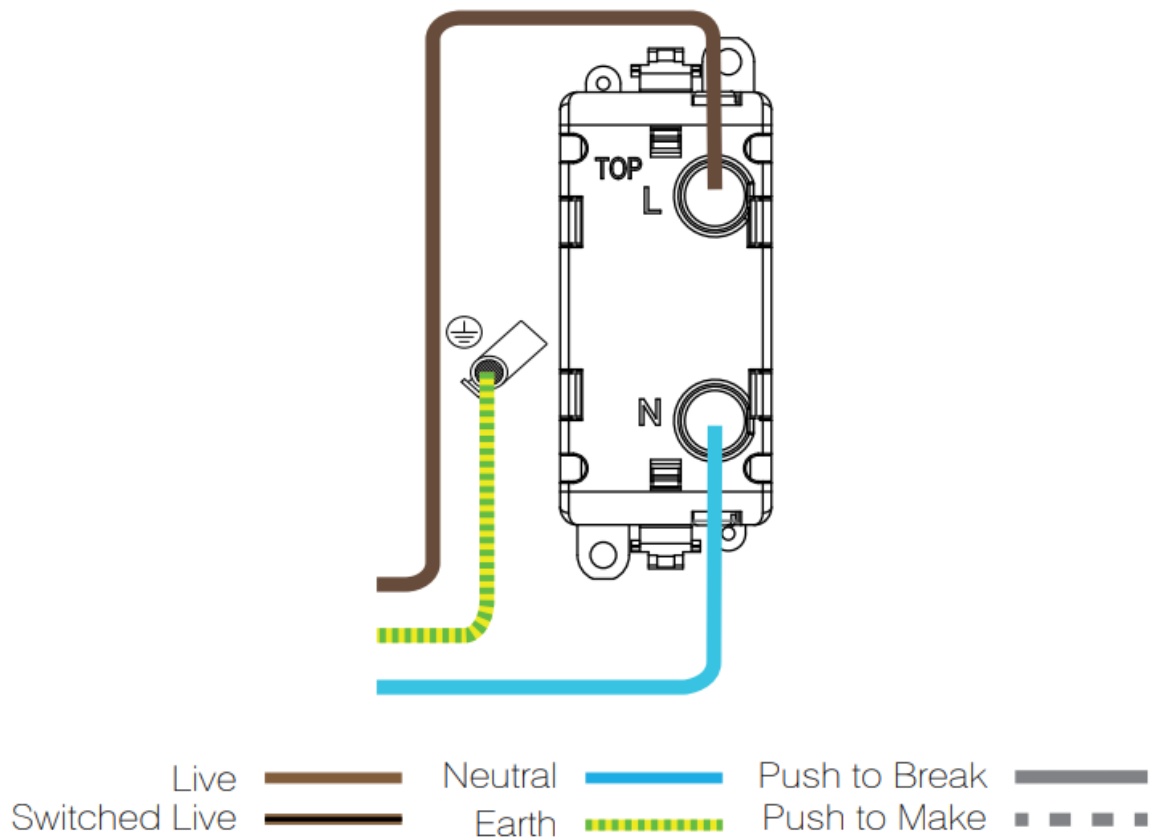 TOP
L
N
Live
Neutral
Push to Break
Switched Live
Earth
Push to Make